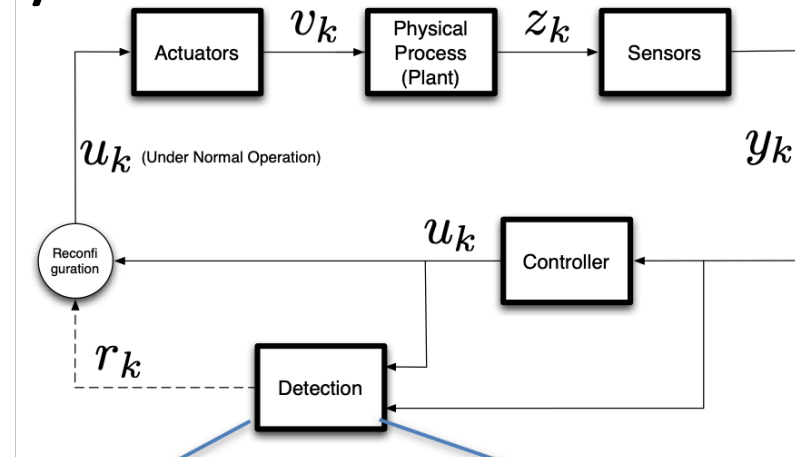 v_k
z_k
Actuators
Physical
Process
(Plant)
Sensors
u_k (Under Normal Operation)
y_k
u_k
Reconfi
guration
Controller
r_k
Detection